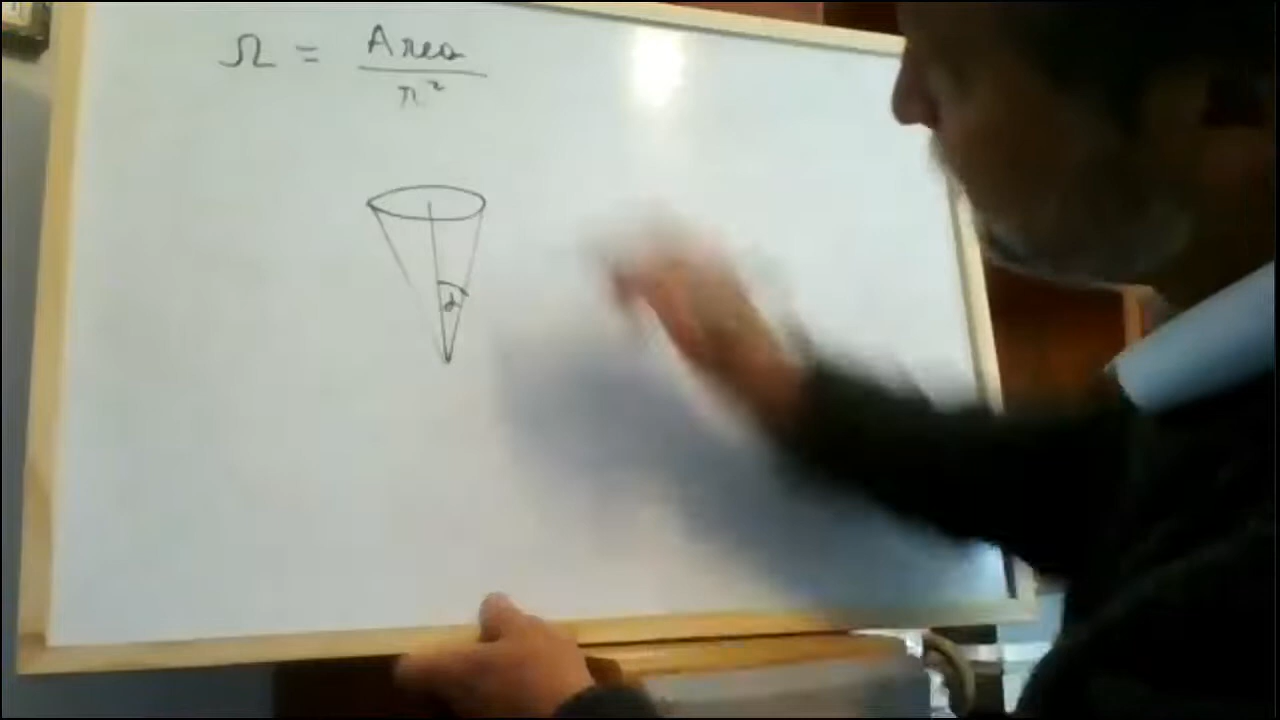 Ω = Area / r²
α